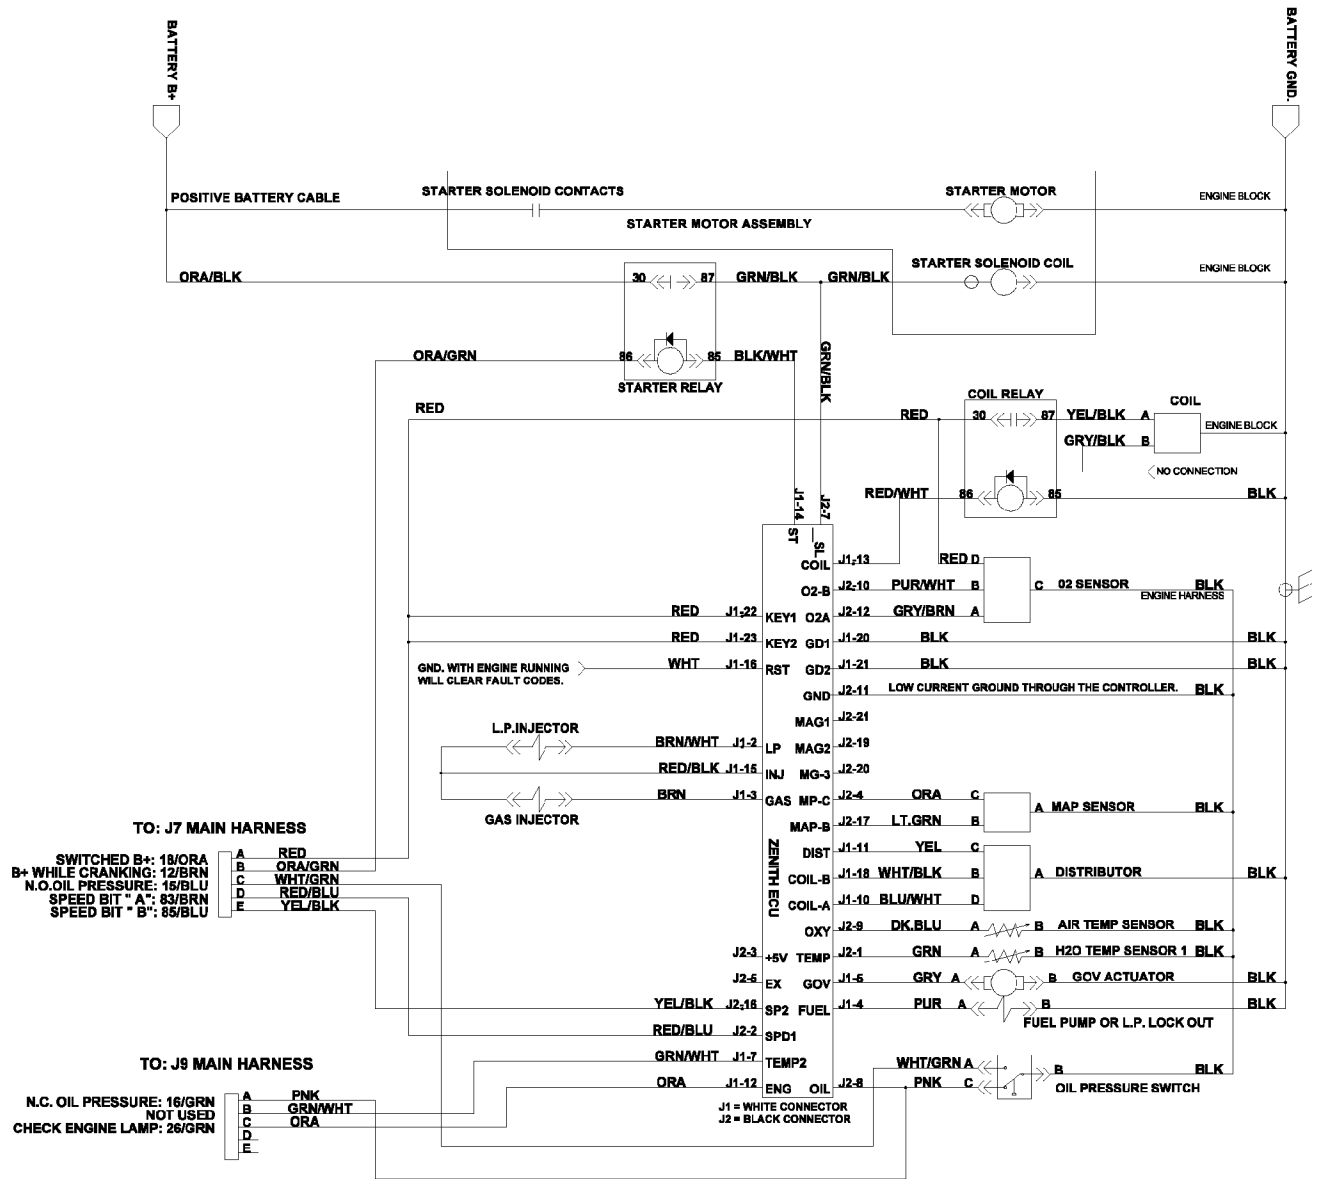 BATTERY B+
BATTERY GND.
POSITIVE BATTERY CABLE
STARTER SOLENOID CONTACTS
STARTER MOTOR
ENGINE BLOCK
STARTER MOTOR ASSEMBLY
ORA/BLK
30
87
GRN/BLK
GRN/BLK
STARTER SOLENOID COIL
ENGINE BLOCK
ORA/GRN
86
85
BLK/WHT
GRN/BLK
STARTER RELAY
RED
RED
COIL RELAY
30
87
YEL/BLK
A
COIL
GRY/BLK
B
ENGINE BLOCK
NO CONNECTION
RED/WHT
86
85
BLK
J1-14
J2-7
ST
SL
COIL
J1-13
RED D
O2-B
J2-10
PUR/WHT
B
C
02 SENSOR
BLK
ENGINE HARNESS
RED
J1-22
KEY1
O2A
J2-12
GRY/BRN
A
RED
J1-23
KEY2
GD1
J1-20
BLK
BLK
GND. WITH ENGINE RUNNING
WILL CLEAR FAULT CODES.
WHT
J1-16
RST
GD2
J1-21
BLK
BLK
GND
J2-11
LOW CURRENT GROUND THROUGH THE CONTROLLER.
BLK
MAG1
J2-21
L.P.INJECTOR
BRN/WHT
J1-2
LP
MAG2
J2-19
RED/BLK
J1-15
INJ
MG-3
J2-20
GAS INJECTOR
BRN
J1-3
GAS
MP-C
J2-4
ORA
C
A
MAP SENSOR
BLK
MAP-B
J2-17
LT.GRN
B
ZENITH ECU
DIST
J1-11
YEL
C
COIL-B
J1-18
WHT/BLK
B
A
DISTRIBUTOR
BLK
COIL-A
J1-10
BLU/WHT
D
OXY
J2-9
DK.BLU
A
B
AIR TEMP SENSOR
BLK
J2-3
+5V
TEMP
J2-1
GRN
A
B
H2O TEMP SENSOR 1
BLK
J2-5
EX
GOV
J1-5
GRY
A
B
GOV ACTUATOR
BLK
YEL/BLK
J2-16
SP2
FUEL
J1-4
PUR
A
B
BLK
FUEL PUMP OR L.P. LOCK OUT
RED/BLU
J2-2
SPD1
GRN/WHT
J1-7
TEMP2
WHT/GRN
A
B
BLK
ORA
J1-12
ENG
OIL
J2-8
PNK
C
OIL PRESSURE SWITCH
J1 = WHITE CONNECTOR
J2 = BLACK CONNECTOR
TO: J7 MAIN HARNESS
SWITCHED B+: 18/ORA
A
RED
B+ WHILE CRANKING: 12/BRN
B
ORA/GRN
N.O.OIL PRESSURE: 15/BLU
C
WHT/GRN
SPEED BIT " A": 83/BRN
D
RED/BLU
SPEED BIT " B": 85/BLU
E
YEL/BLK
TO: J9 MAIN HARNESS
N.C. OIL PRESSURE: 16/GRN
A
PNK
NOT USED
B
GRN/WHT
CHECK ENGINE LAMP: 26/GRN
C
ORA
D
E